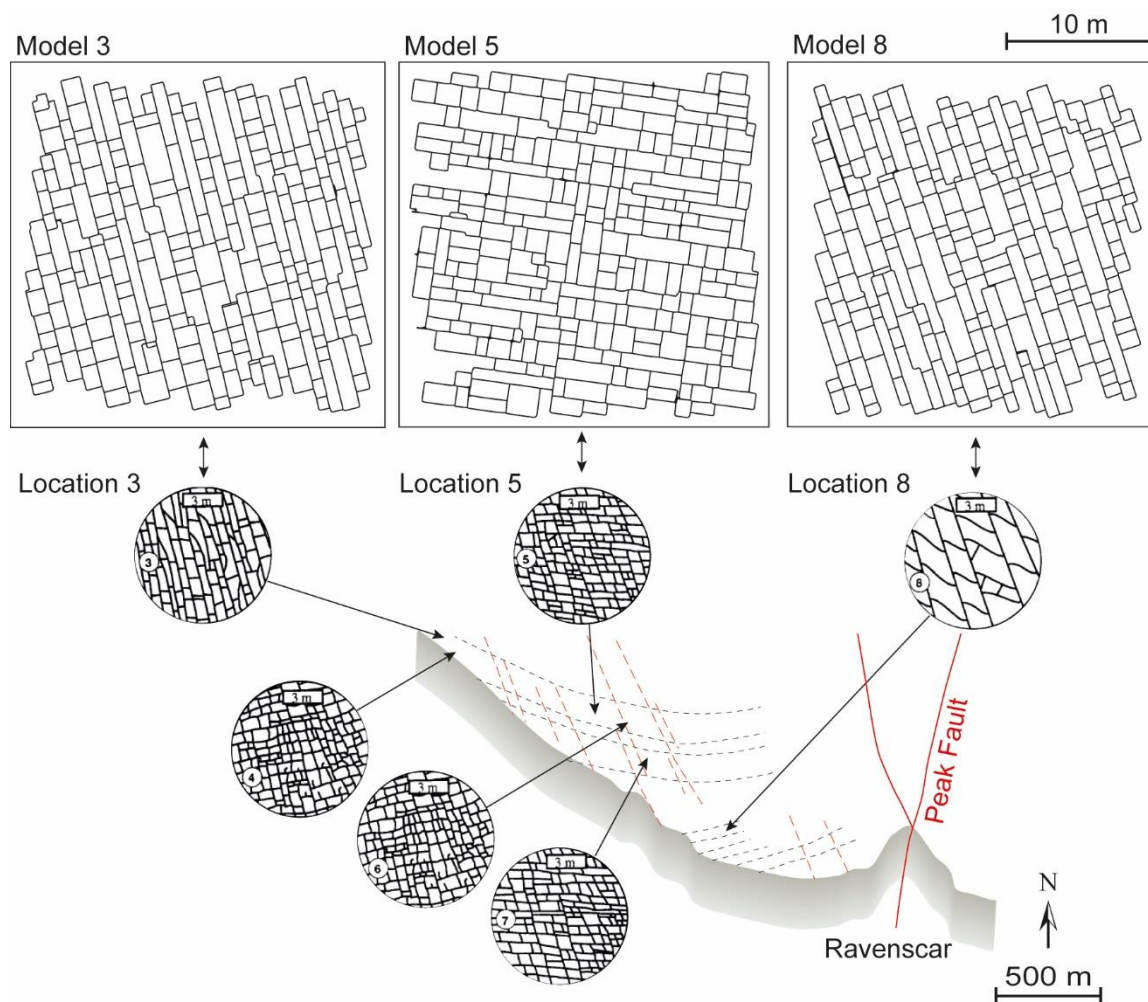 10 m
Model 3
Model 5
Model 8
Location 3
Location 5
Location 8
3 m
3
3 m
5
3 m
8
3 m
4
3 m
6
3 m
7
Peak Fault
Ravenscar
N
500 m